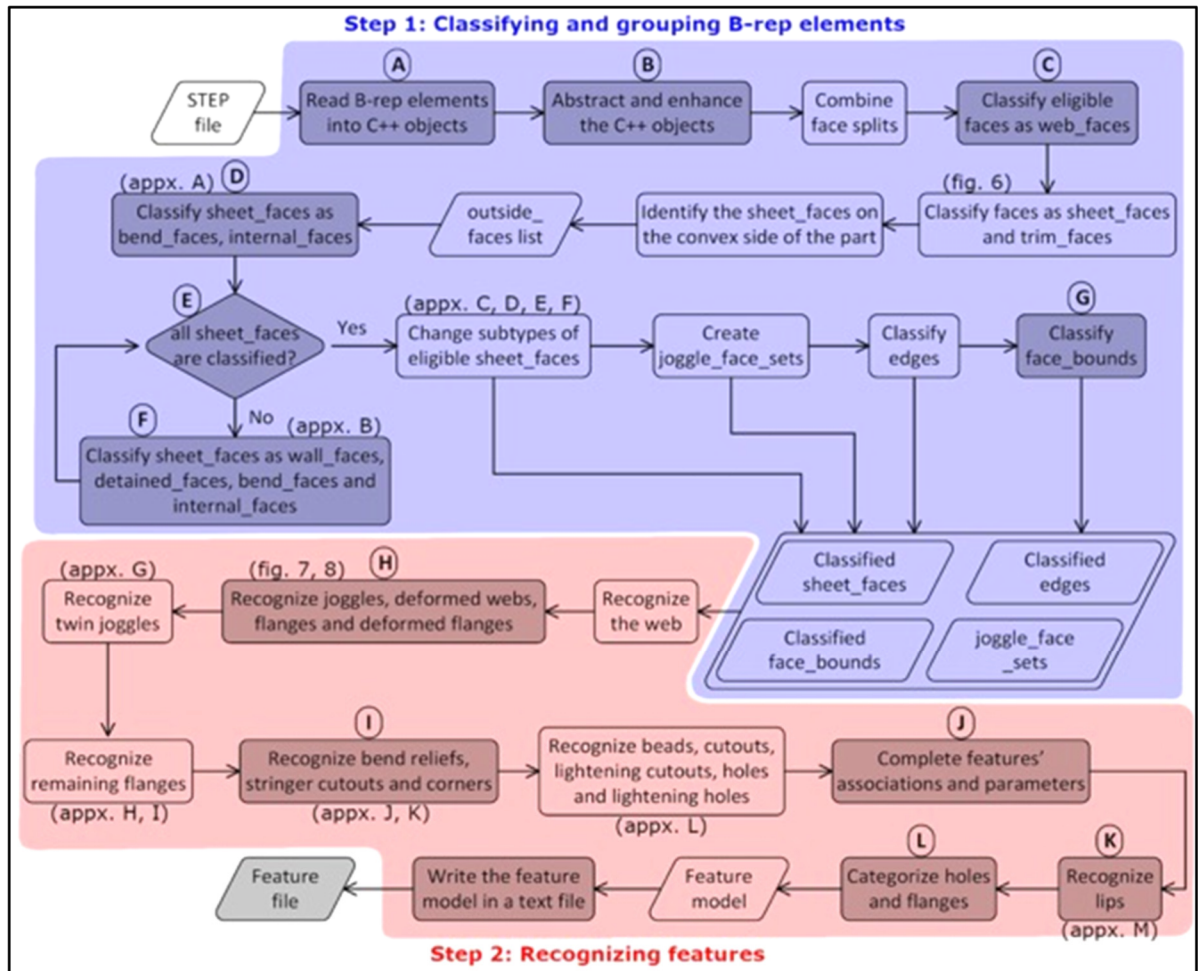 Step 1: Classifying and grouping B-rep elements
A
B
C
STEP
file
Read B-rep elements
into C++ objects
Abstract and enhance
the C++ objects
Combine
face splits
Classify eligible
faces as web_faces
(appx. A)
D
(fig. 6)
Classify sheet_faces as
bend_faces, internal_faces
outside_
faces list
Identify the sheet_faces on
the convex side of the part
Classify faces as sheet_faces
and trim_faces
E
(appx. C, D, E, F)
G
all sheet_faces
are classified?
Yes
Change subtypes of
eligible sheet_faces
Create
joggle_face_sets
Classify
edges
Classify
face_bounds
F
No
(appx. B)
Classify sheet_faces as wall_faces,
detained_faces, bend_faces and
internal_faces
Classified
sheet_faces
Classified
edges
Classified
face_bounds
joggle_face
_sets
(appx. G)
(fig. 7, 8)
H
Recognize
twin joggles
Recognize joggles, deformed webs,
flanges and deformed flanges
Recognize
the web
I
J
Recognize
remaining flanges
(appx. H, I)
Recognize bend reliefs,
stringer cutouts and corners
(appx. J, K)
Recognize beads, cutouts,
lightening cutouts, holes
and lightening holes
(appx. L)
Complete features’
associations and parameters
L
K
Feature
file
Write the feature
model in a text file
Feature
model
Categorize holes
and flanges
Recognize
lips
(appx. M)
Step 2: Recognizing features